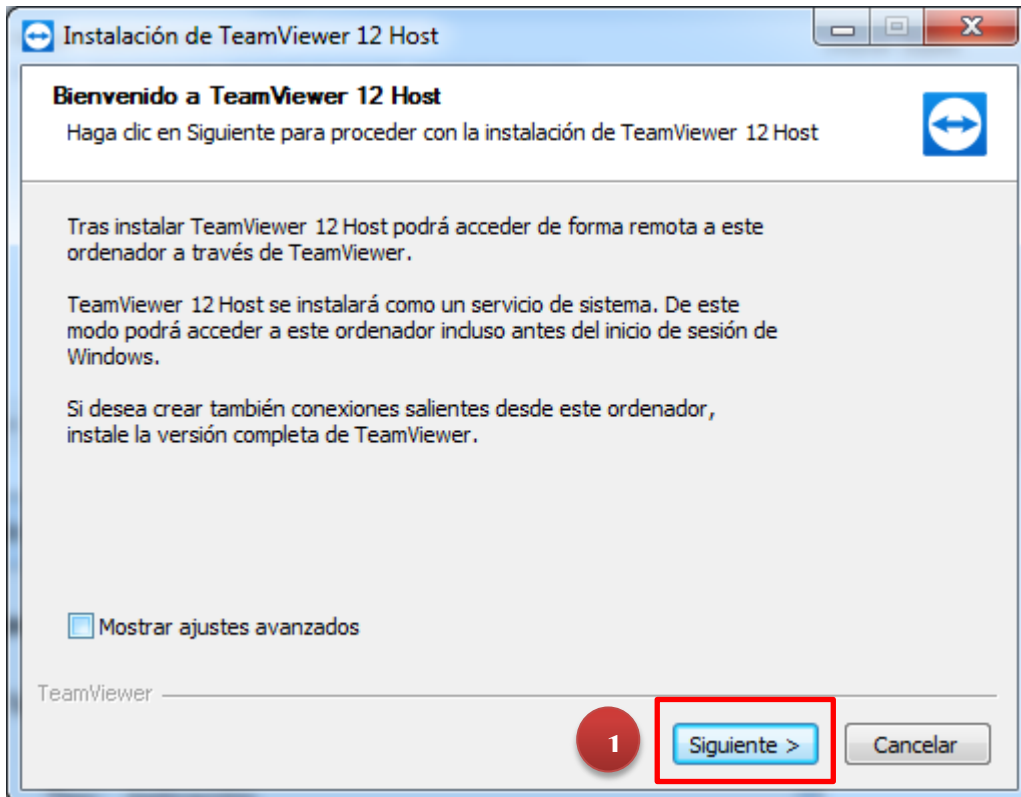 Instalación de TeamViewer 12 Host
Bienvenido a TeamViewer 12 Host
Haga clic en Siguiente para proceder con la instalación de TeamViewer 12 Host
Tras instalar TeamViewer 12 Host podrá acceder de forma remota a este
ordenador a través de TeamViewer.
TeamViewer 12 Host se instalará como un servicio de sistema. De este
modo podrá acceder a este ordenador incluso antes del inicio de sesión de
Windows.
Si desea crear también conexiones salientes desde este ordenador,
instale la versión completa de TeamViewer.
Mostrar ajustes avanzados
TeamViewer
1
Siguiente >
Cancelar